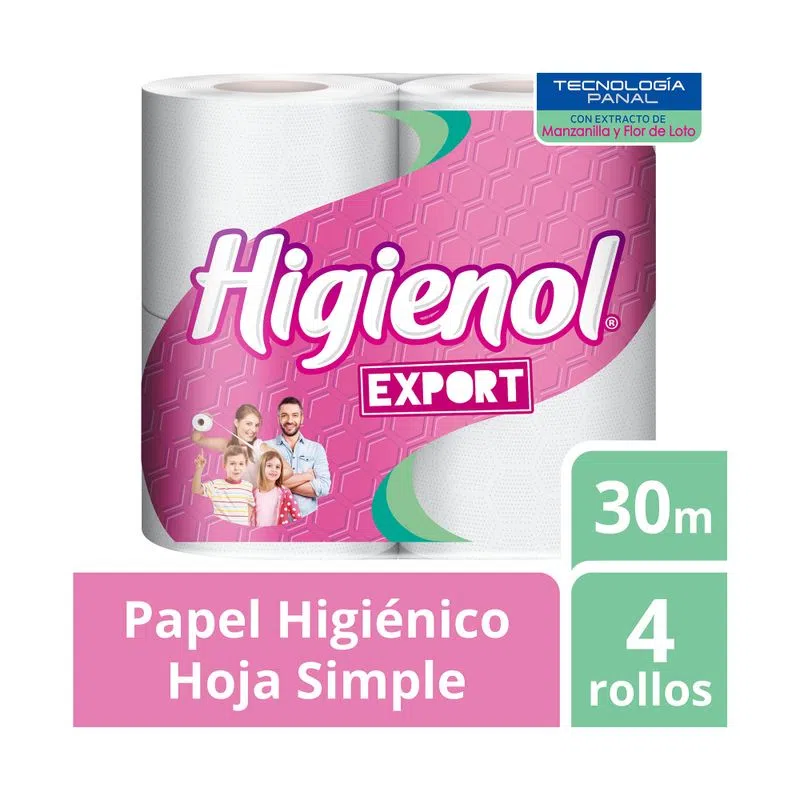 TECNOLOGÍA
PANAL
CON EXTRACTO DE
Manzanilla y Flor de Loto
Higienol®
EXPORT
30m
Papel Higiénico
Hoja Simple
4
rollos